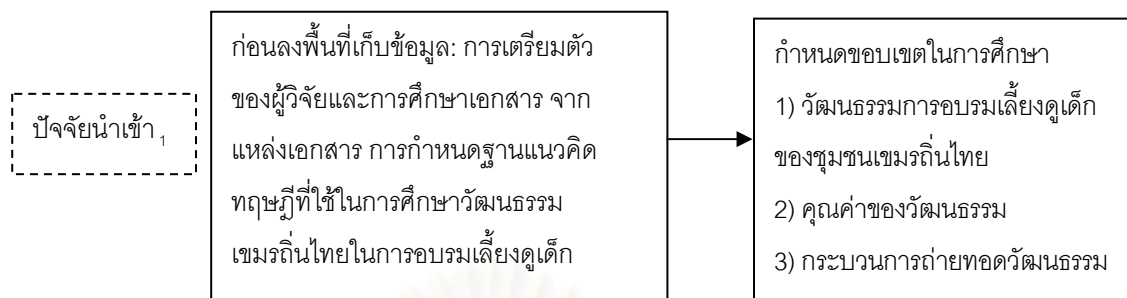 ปัจจัยนำเข้า 1
ก่อนลงพื้นที่เก็บข้อมูล: การเตรียมตัว
ของผู้วิจัยและการศึกษาเอกสาร จาก
แหล่งเอกสาร การกำหนดฐานแนวคิด
ทฤษฎีที่ใช้ในการศึกษาวัฒนธรรม
เขมรถิ่นไทยในการอบรมเลี้ยงดูเด็ก
กำหนดขอบเขตในการศึกษา
1) วัฒนธรรมการอบรมเลี้ยงดูเด็ก
ของชุมชนเขมรถิ่นไทย
2) คุณค่าของวัฒนธรรม
3) กระบวนการถ่ายทอดวัฒนธรรม